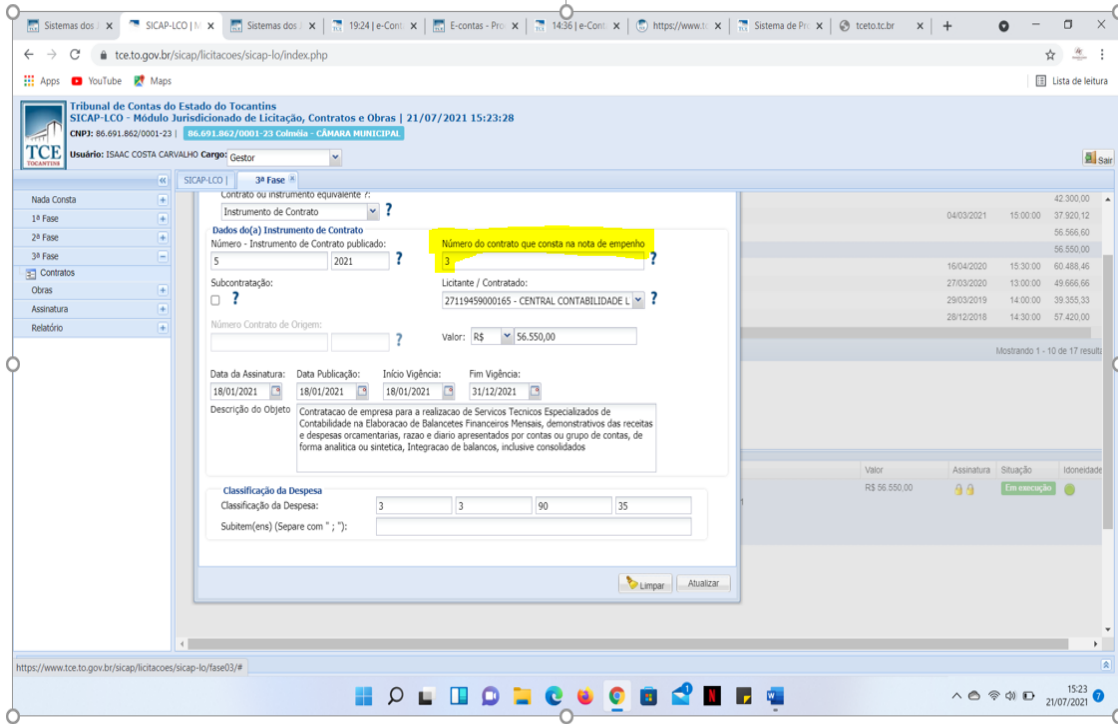 Sistemas dos
SICAP-LCO | M
Sistemas dos
19:24 | e-Cont
E-contas - Pro
14:36 | e-Cont
https://www.t
Sistema de Pr
tceto.tc.br
tce.to.gov.br/sicap/licitacoes/sicap-lo/index.php
Apps YouTube Maps
Lista de leitura
Tribunal de Contas do Estado do Tocantins
SICAP-LCO - Módulo Jurisdicionado de Licitação, Contratos e Obras | 21/07/2021 15:23:28
CNPJ: 86.691.862/0001-23 | 86.691.862/0001-23 Colméia - CÂMARA MUNICIPAL
Usuário: ISAAC COSTA CARVALHO Cargo: Gestor
TCE
TOCANTINS
Sair
SICAP-LCO | 3ª Fase
Nada Consta
1ª Fase
2ª Fase
3ª Fase
Contratos
Obras
Assinatura
Relatório
Contrato ou instrumento equivalente ?:
Instrumento de Contrato ?
Dados do(a) Instrumento de Contrato
Número - Instrumento de Contrato publicado: Número do contrato que consta na nota de empenho
5 2021 ? 3 ?
Subcontratação: Licitante / Contratado:
? 27119459000165 - CENTRAL CONTABILIDADE L ?
Número Contrato de Origem:
? Valor: R$ 56.550,00
Data da Assinatura: Data Publicação: Início Vigência: Fim Vigência:
18/01/2021 18/01/2021 18/01/2021 31/12/2021
Descrição do Objeto
Contratacao de empresa para a realizacao de Servicos Tecnicos Especializados de
Contabilidade na Elaboracao de Balancetes Financeiros Mensais, demonstrativos das receitas
e despesas orcamentarias, razao e diario apresentados por contas ou grupo de contas, de
forma analitica ou sintetica, Integracao de balancos, inclusive consolidados
Classificação da Despesa
Classificação da Despesa: 3 3 90 35
Subitem(ens) (Separe com " ; "):
Limpar Atualizar
42.300,00
04/03/2021 15:00:00 37.920,12
56.566,60
56.550,00
16/04/2020 15:30:00 60.488,46
27/03/2020 13:00:00 49.666,66
29/03/2019 14:00:00 39.355,33
28/12/2018 14:30:00 57.420,00
Mostrando 1 - 10 de 17 resulta
Valor Assinatura Situação Idoneidade
R$ 56.550,00 Em execução
https://www.tce.to.gov.br/sicap/licitacoes/sicap-lo/fase03/#
1
N
15:23
21/07/2021
7